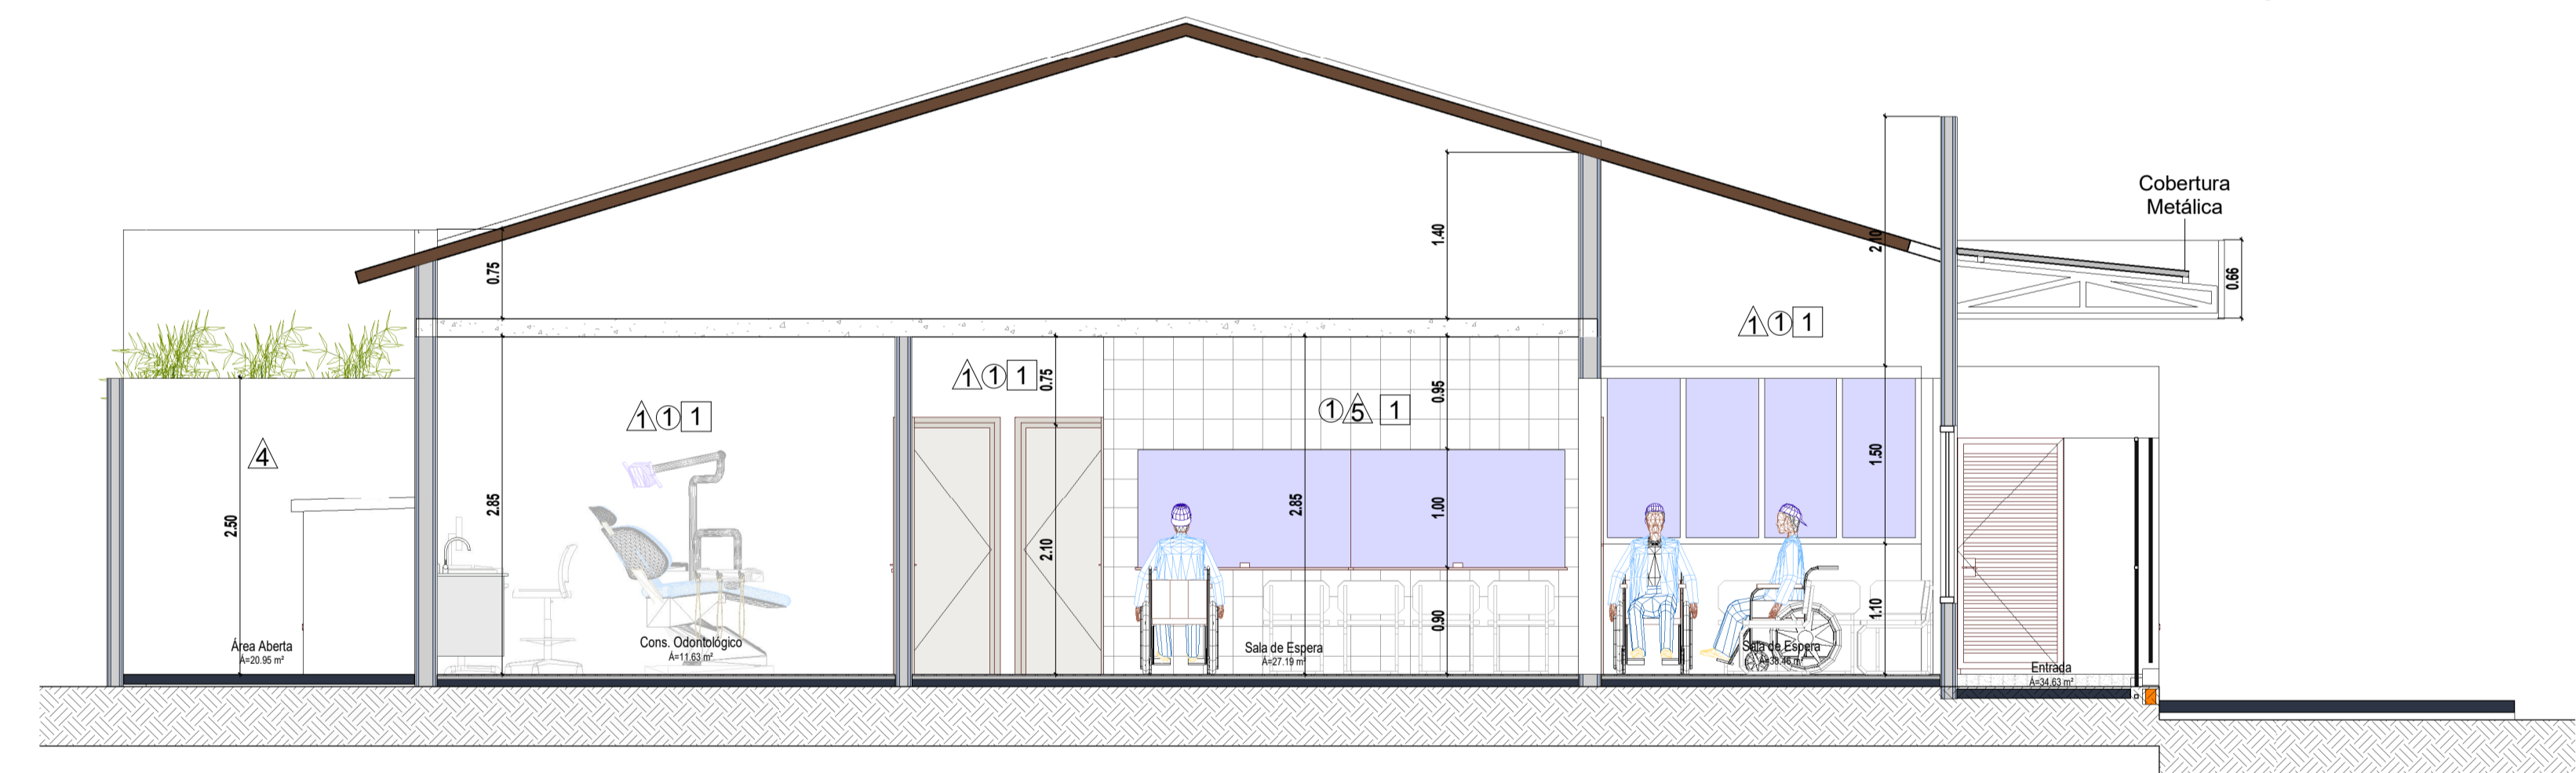 Cobertura
Metálica
0.75
1.40
2.10
0.66
1 1 1
1 1 1
0.75
1 1 1
1 5 1
0.95
4
2.50
2.85
2.10
2.85
1.00
1.50
0.90
1.10
Área Aberta
A=20.95 m²
Cons. Odontológico
A=11.63 m²
Sala de Espera
A=27.19 m²
Sala de Espera
Entrada
A=34.63 m²